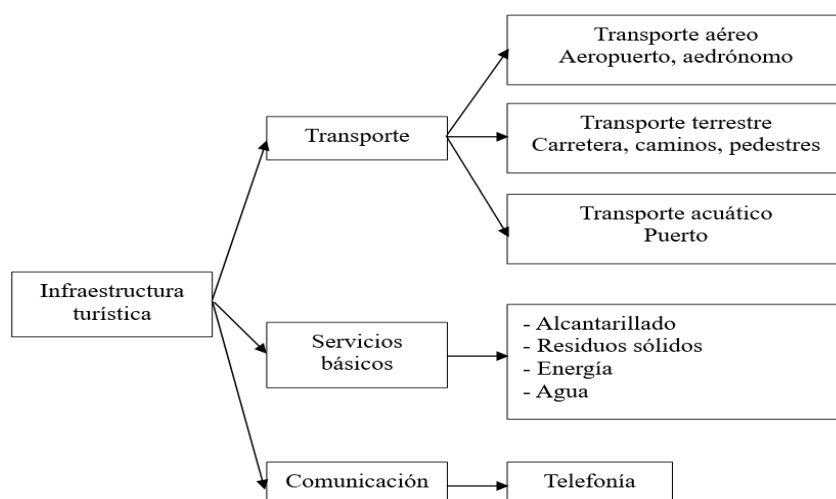 Transporte aéreo
Aeropuerto, aedrónomo
Transporte
Transporte terrestre
Carretera, caminos, pedestres
Transporte acuático
Puerto
Infraestructura
turística
Servicios
básicos
- Alcantarillado
- Residuos sólidos
- Energía
- Agua
Comunicación
Telefonía